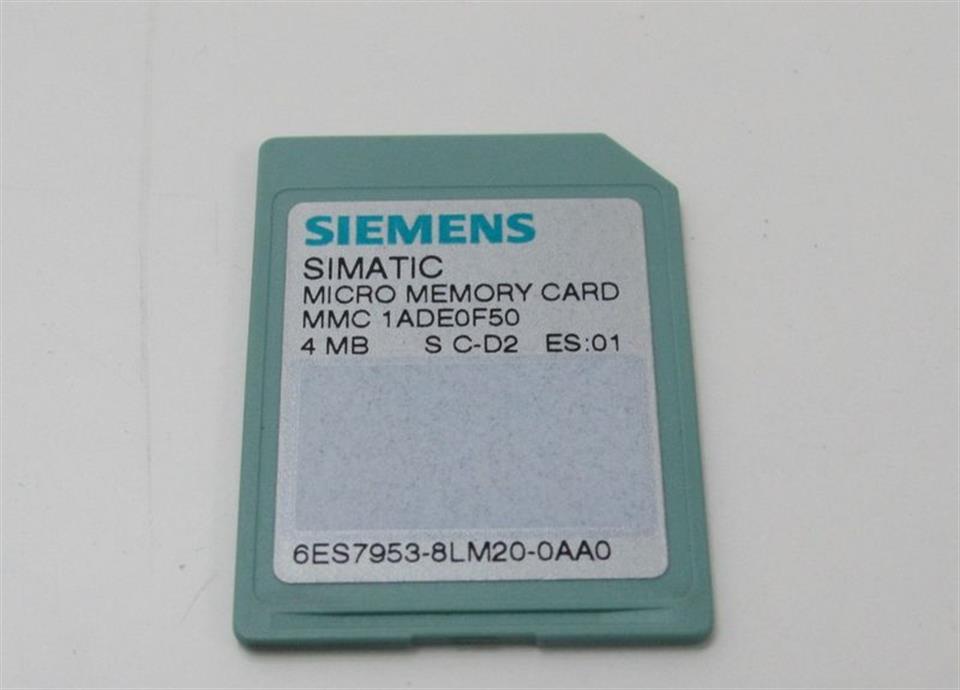 SIEMENS
SIMATIC
MICRO MEMORY CARD
MMC 1ADE0F50
4 MB S C-D2 ES:01
6ES7953-8LM20-0AA0